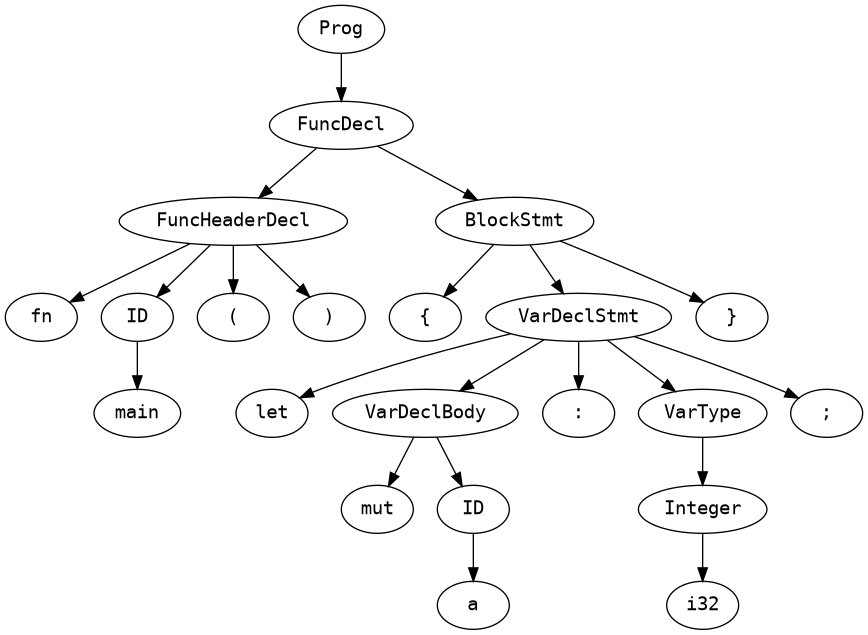 Prog
FuncDecl
FuncHeaderDecl
BlockStmt
fn
ID
(
)
{
VarDeclStmt
}
main
let
VarDeclBody
:
VarType
;
mut
ID
Integer
a
i32